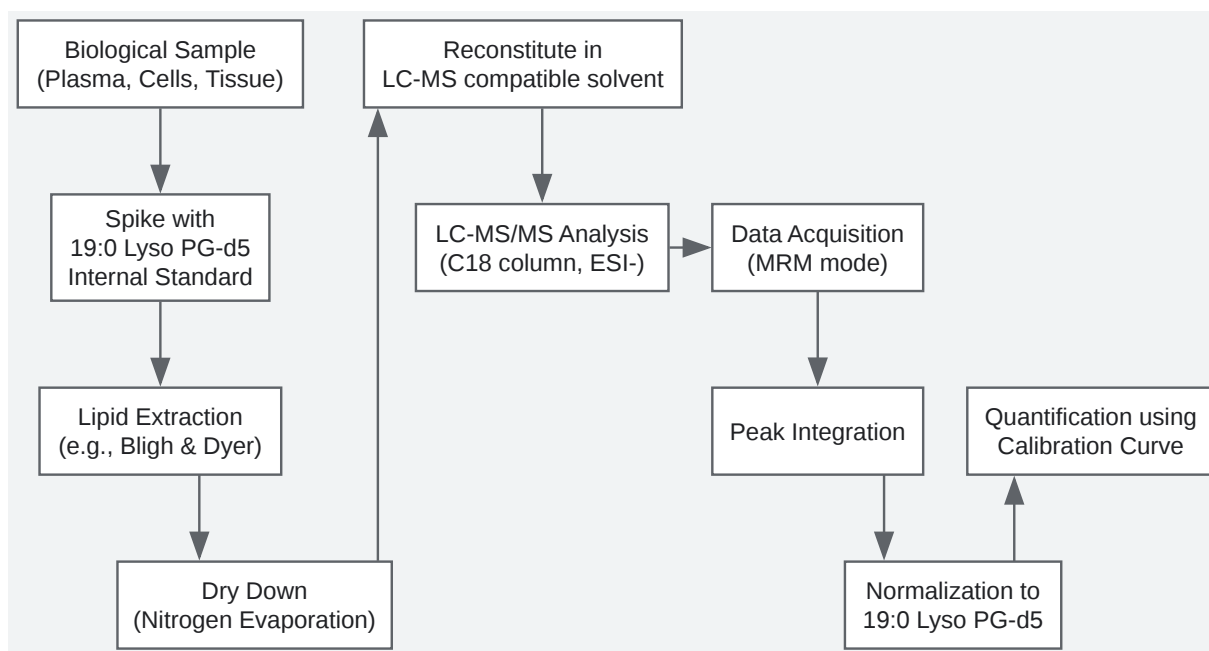 Biological Sample
(Plasma, Cells, Tissue)
Spike with
19:0 Lyso PG-d5
Internal Standard
Lipid Extraction
(e.g., Bligh & Dyer)
Dry Down
(Nitrogen Evaporation)
Reconstitute in
LC-MS compatible solvent
LC-MS/MS Analysis
(C18 column, ESI-)
Data Acquisition
(MRM mode)
Peak Integration
Normalization to
19:0 Lyso PG-d5
Quantification using
Calibration Curve